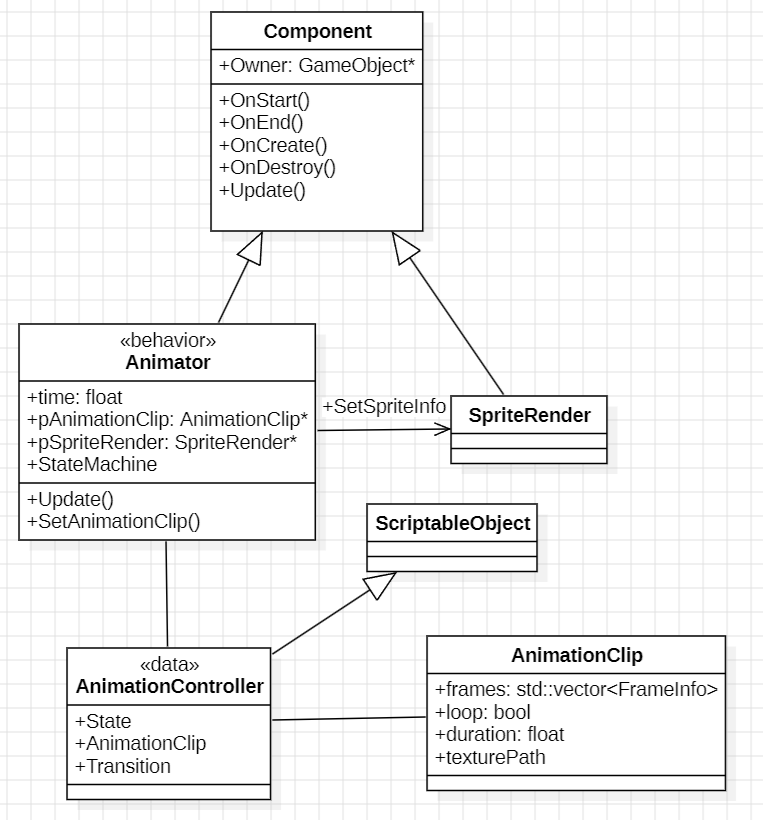 Component
+Owner: GameObject*
+OnStart()
+OnEnd()
+OnCreate()
+OnDestroy()
+Update()
«behavior»
Animator
+time: float
+pAnimationClip: AnimationClip*
+pSpriteRender: SpriteRender*
+StateMachine
+Update()
+SetAnimationClip()
+SetSpriteInfo
SpriteRender
ScriptableObject
«data»
AnimationController
+State
+AnimationClip
+Transition
AnimationClip
+frames: std::vector<FrameInfo>
+loop: bool
+duration: float
+texturePath